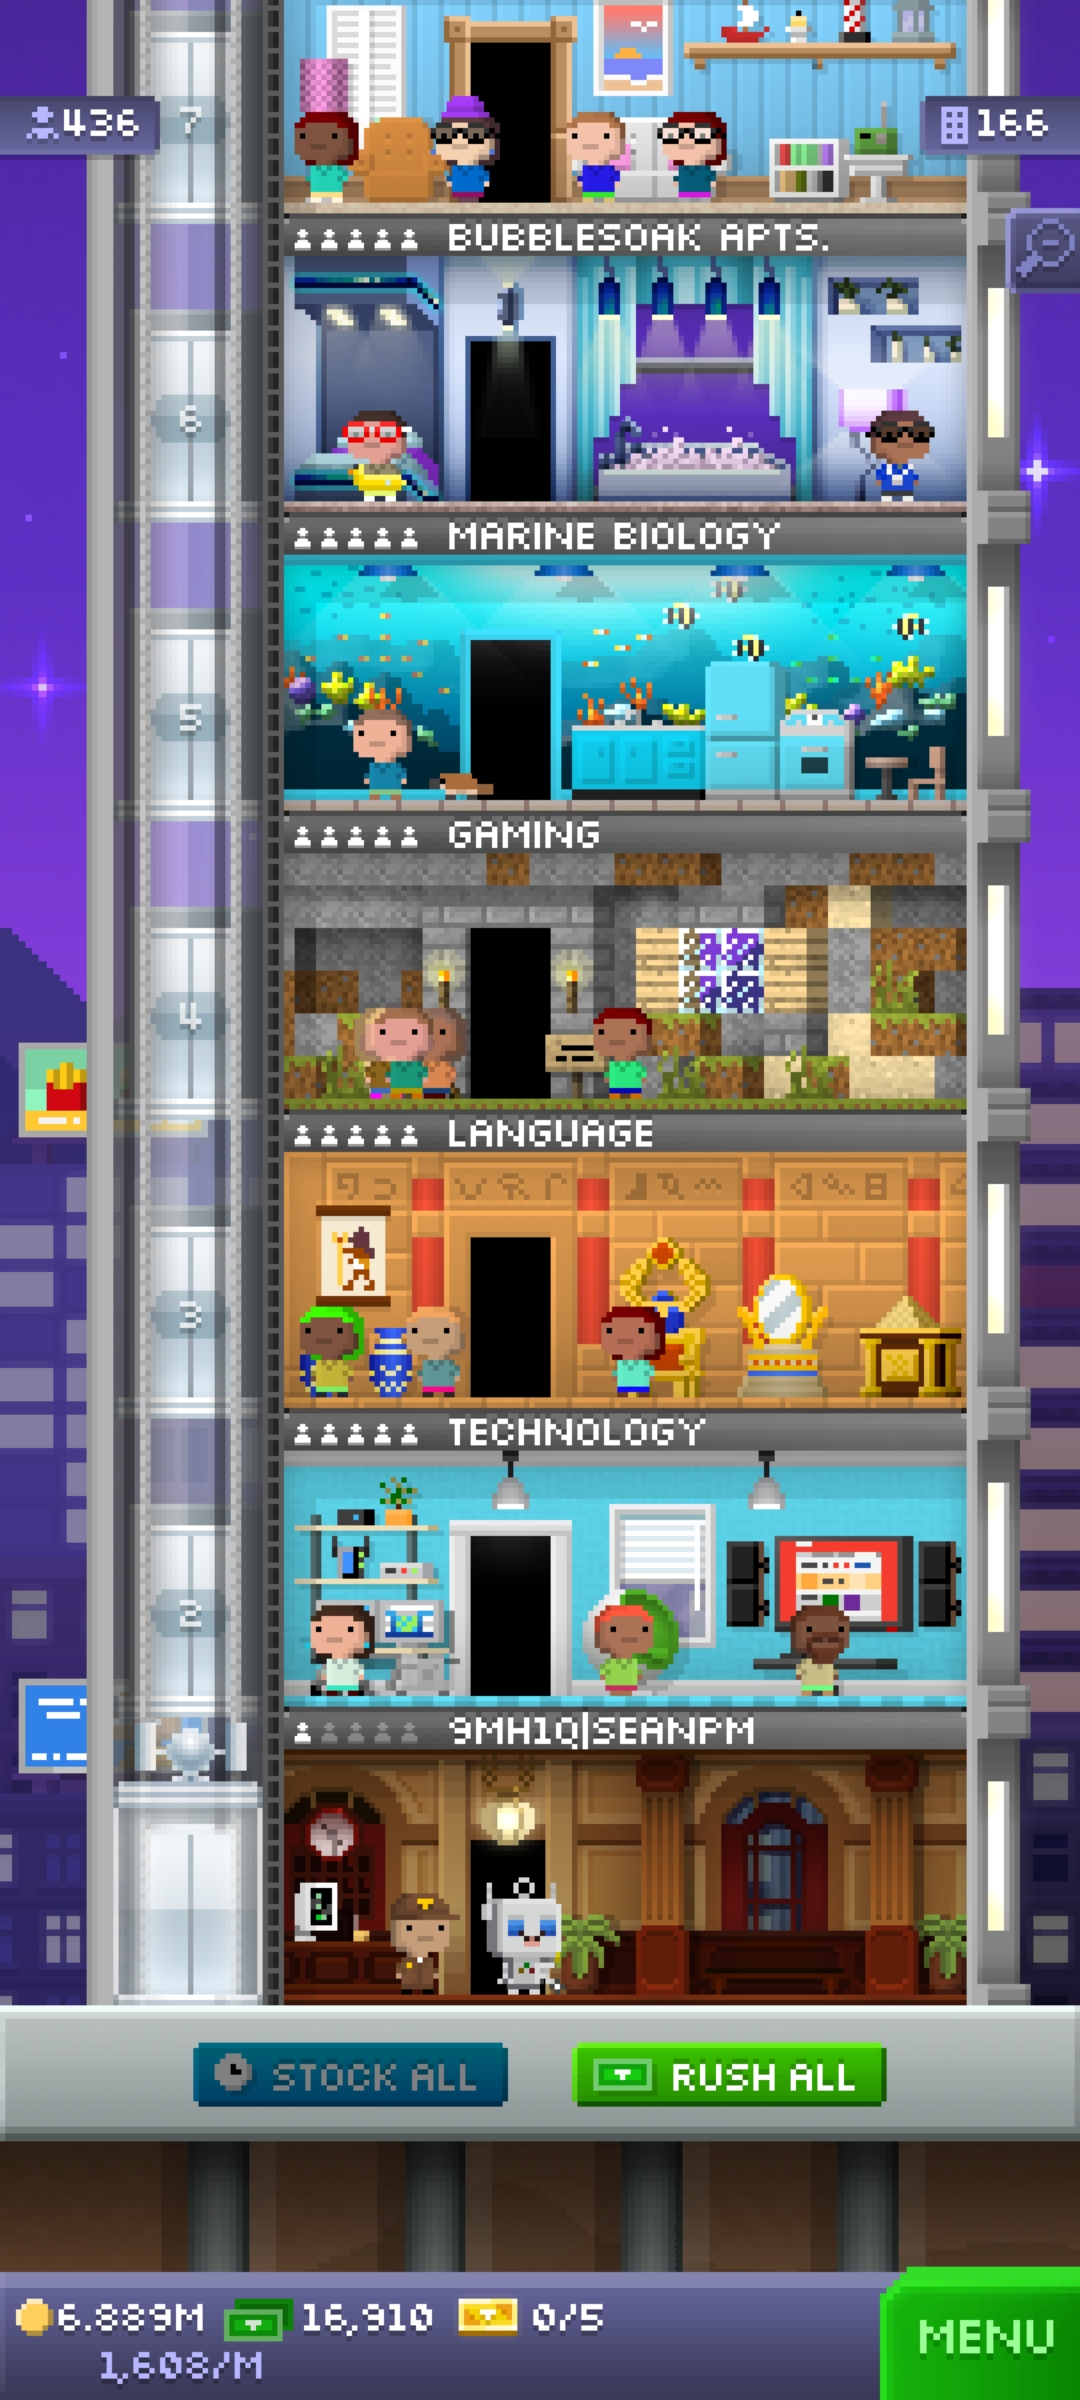 436
7
166
BUBBLESOAK APTS.
6
MARINE BIOLOGY
5
GAMING
4
LANGUAGE
3
TECHNOLOGY
2
9MH1Q|SEANPM
STOCK ALL
RUSH ALL
6.889M
16,910
0/5
1,608/M
MENU